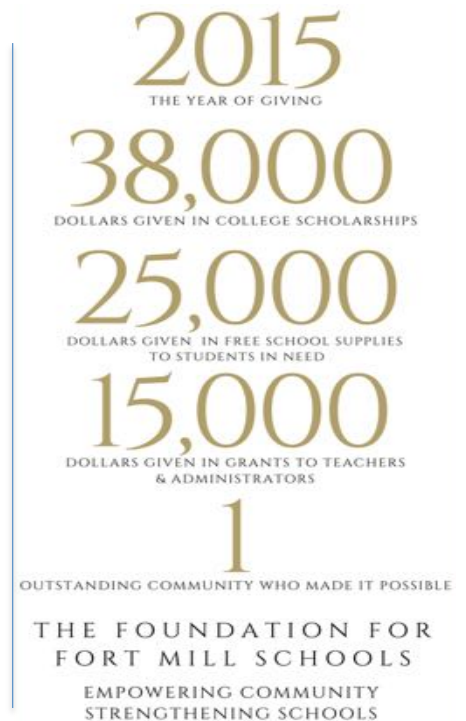 2015
THE YEAR OF GIVING
38,000
DOLLARS GIVEN IN COLLEGE SCHOLARSHIPS
25,000
DOLLARS GIVEN IN FREE SCHOOL SUPPLIES
TO STUDENTS IN NEED
15,000
DOLLARS GIVEN IN GRANTS TO TEACHERS
& ADMINISTRATORS
1
OUTSTANDING COMMUNITY WHO MADE IT POSSIBLE
THE FOUNDATION FOR
FORT MILL SCHOOLS
EMPOWERING COMMUNITY
STRENGTHENING SCHOOLS